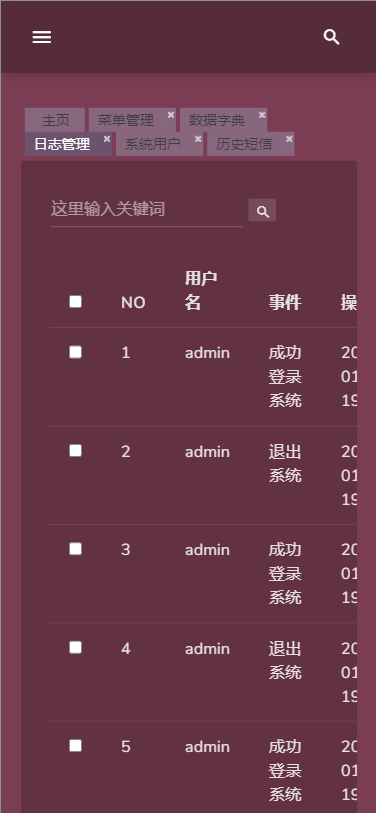 主页 菜单管理 数据字典
日志管理 系统用户 历史短信
这里输入关键词
NO 用户名 事件 操
1 admin 成功登录系统 20 01 19
2 admin 退出系统 20 01 19
3 admin 成功登录系统 20 01 19
4 admin 退出系统 20 01 19
5 admin 成功登录系统 20 01 19